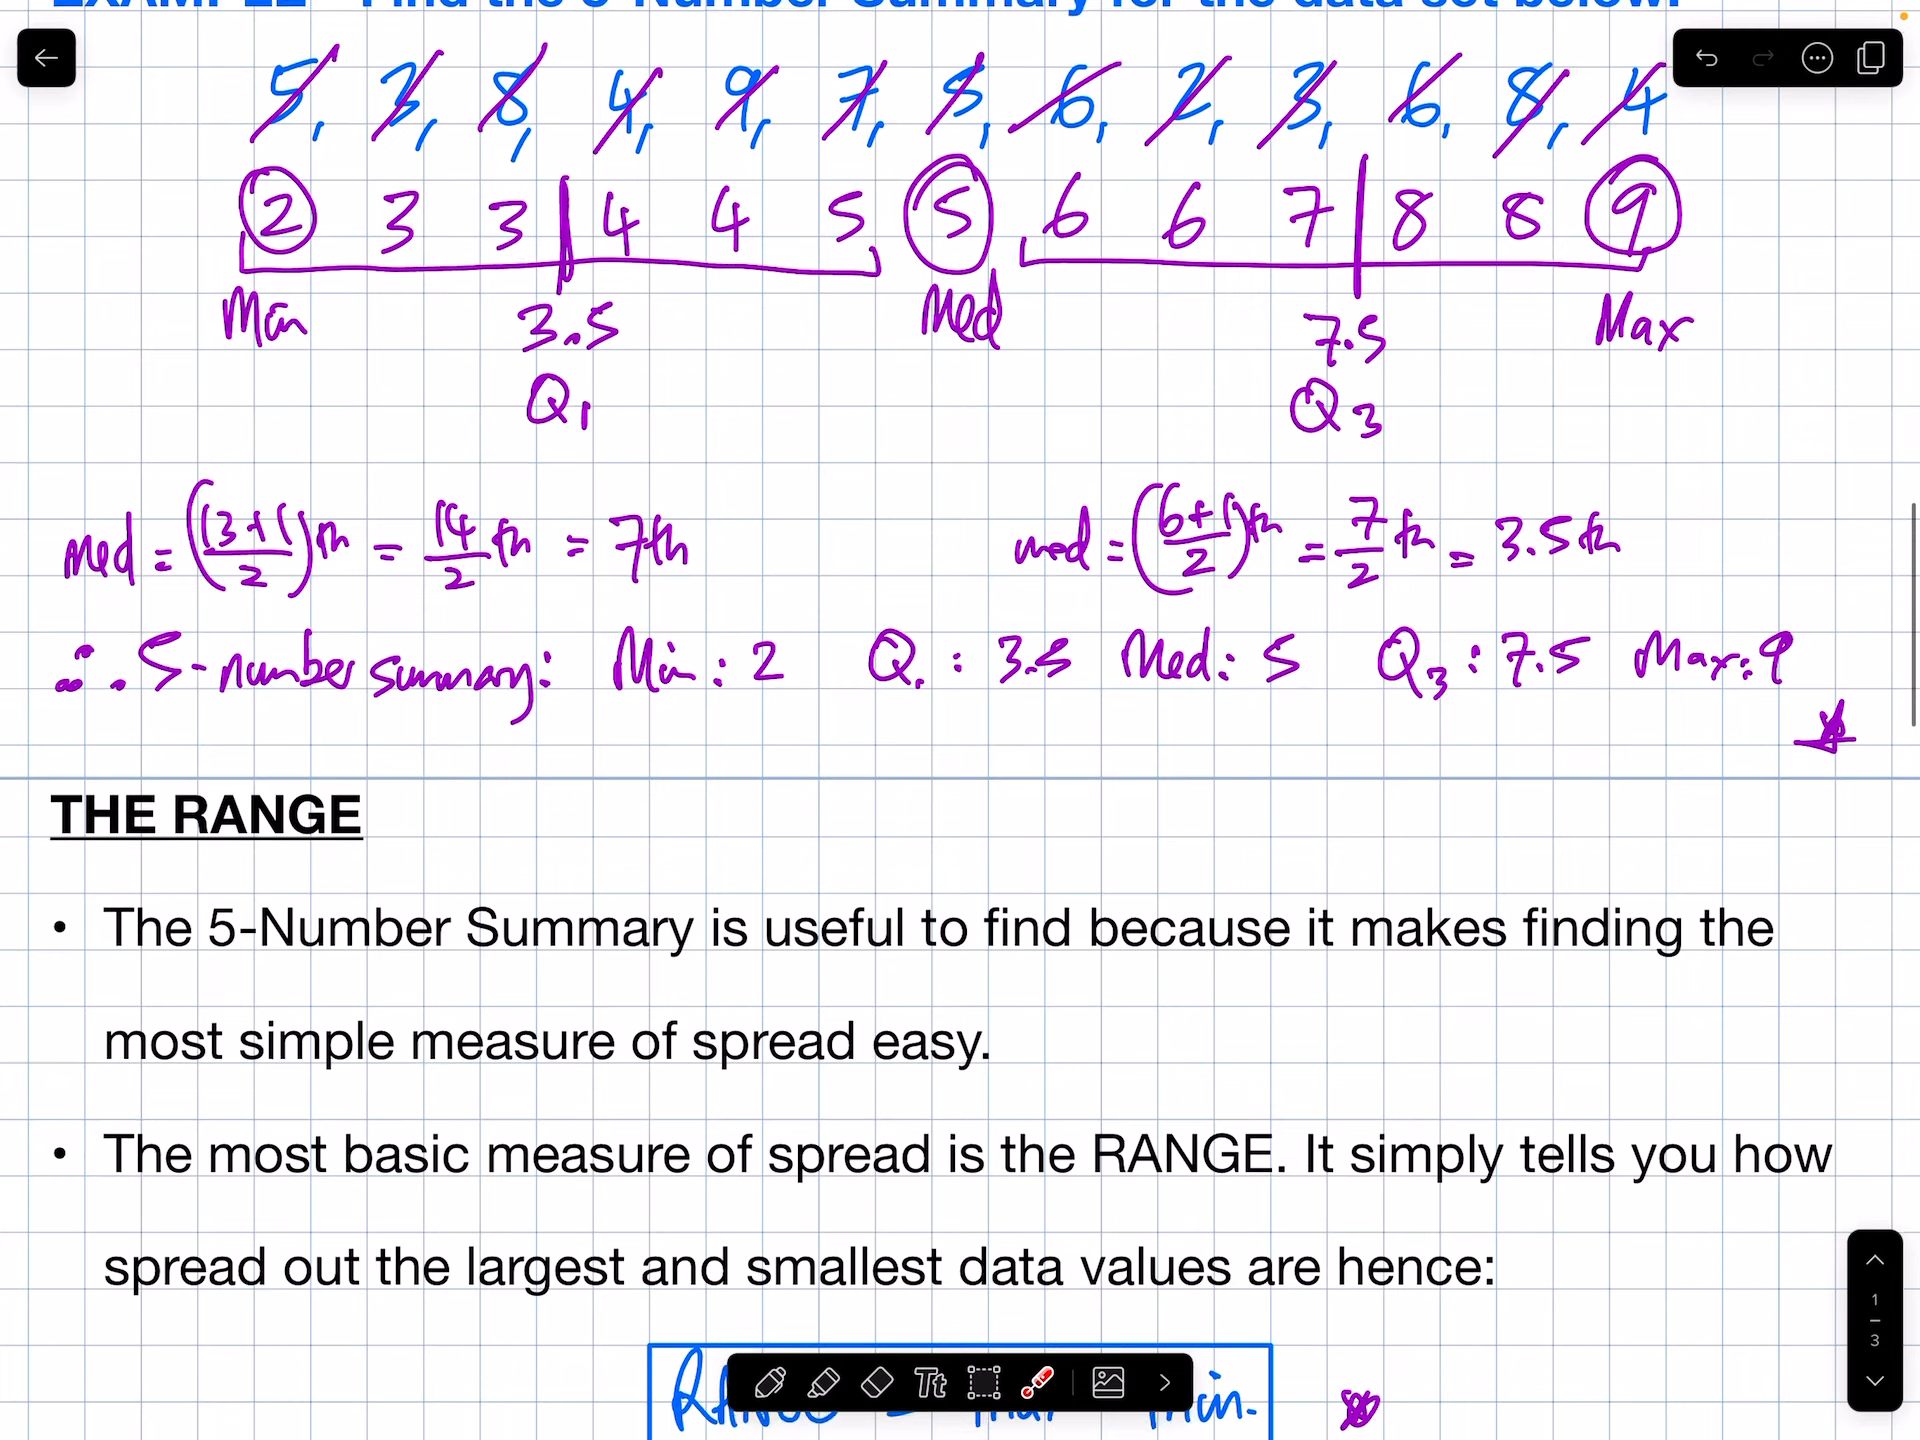 5, 3, 8, 4, 9, 7, 5, 6, 2, 3, 6, 8, 4
2 3 3 4 4 5 5 6 6 7 8 8 9
Min 3.5 Med 7.5 Max
Q1 Q3
Med = ((13+1)/2)th = 14/2 th = 7th med = ((6+1)/2)th = 7/2 th = 3.5th
∴ 5-number summary: Min: 2 Q1: 3.5 Med: 5 Q3: 7.5 Max: 9
THE RANGE
• The 5-Number Summary is useful to find because it makes finding the
most simple measure of spread easy.
• The most basic measure of spread is the RANGE. It simply tells you how
spread out the largest and smallest data values are hence:
Tt
1
3